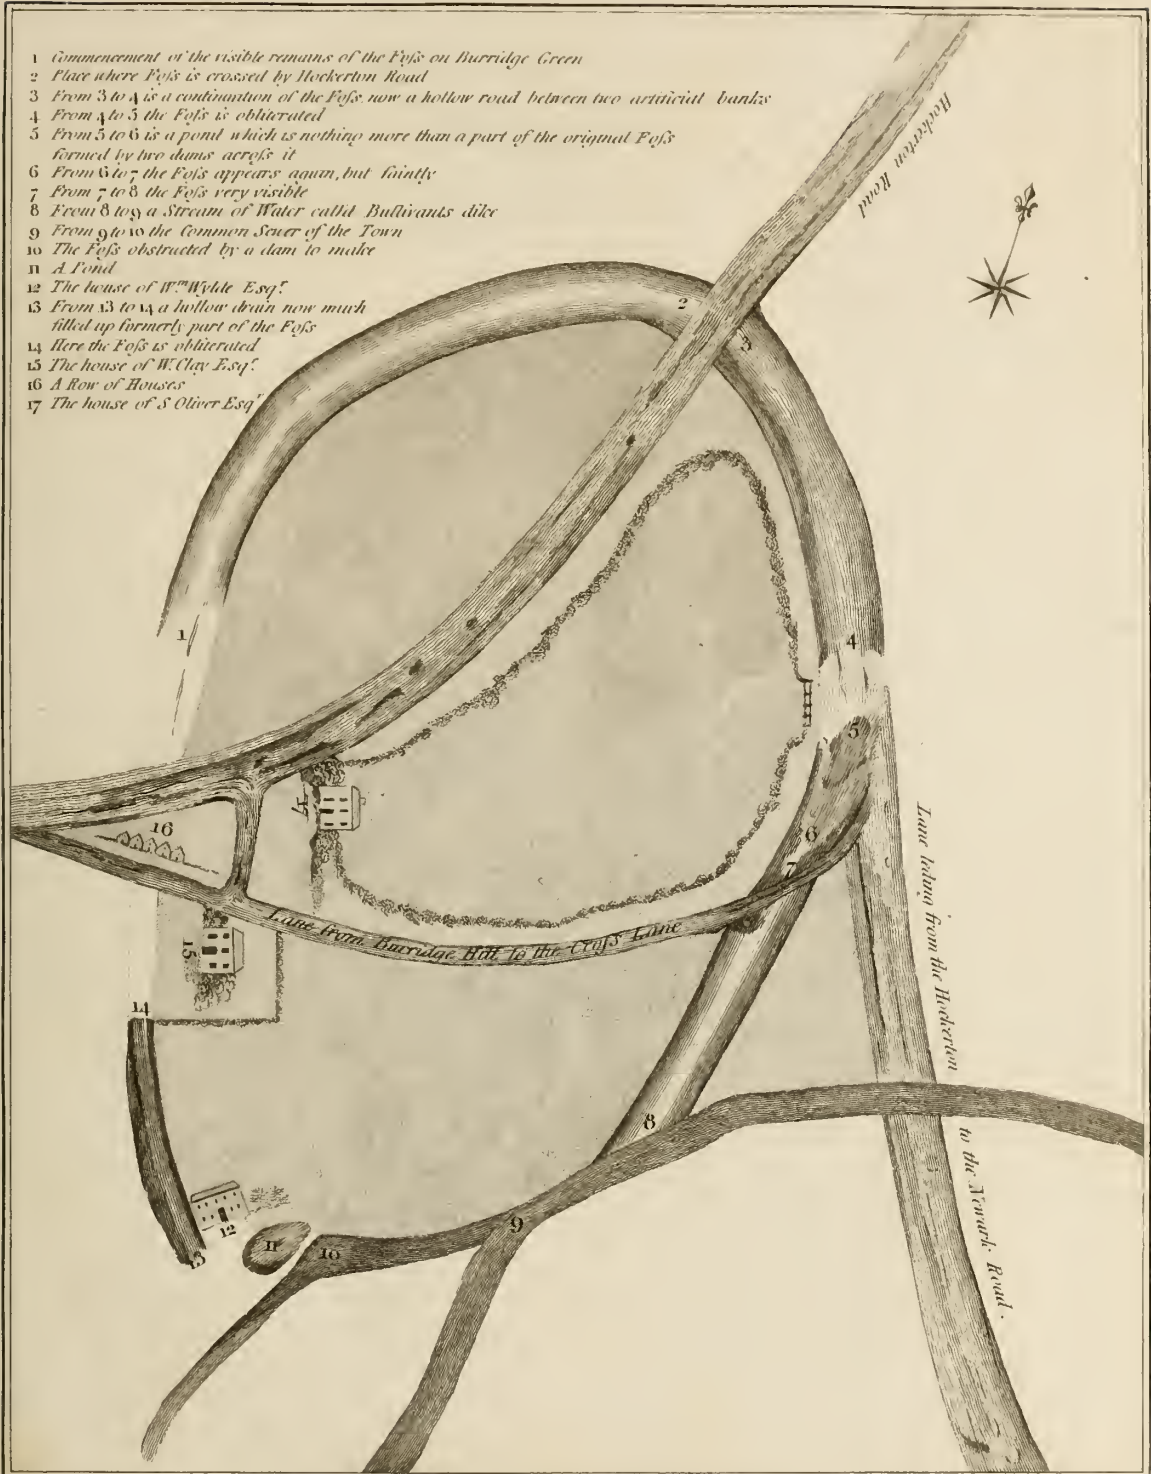 1 Commencement of the visible remains of the Foſs on Burridge Green
2 Place where Foſs is crossed by Hockerton Road
3 From 3 to 4 is a continuation of the Foſs now a hollow road between two artificial banks
4 From 4 to 5 the Foſs is obliterated
5 From 5 to 6 is a pond which is nothing more than a part of the original Foſs
formed by two dams acroſs it
6 From 6 to 7 the Foſs appears again, but faintly
7 From 7 to 8 the Foſs very visible
8 From 8 to 9 a Stream of Water calld Bullivants dike
9 From 9 to 10 the Common Sewer of the Town
10 The Foſs obstructed by a dam to make
11 A Pond
12 The house of Wm. Wylde Esqr.
13 From 13 to 14 a hollow drain now much
filled up formerly part of the Foſs
14 Here the Foſs is obliterated
15 The house of W. Clay Esqr.
16 A Row of Houses
17 The house of S Oliver Esqr
Hockerton Road
2
3
1
4
5
16
17
6
7
Lane from Burridge Hill to the Croſs Lane
15
14
Lane leding from the Hockerton
to the Newark Road.
8
12
9
11
10
13